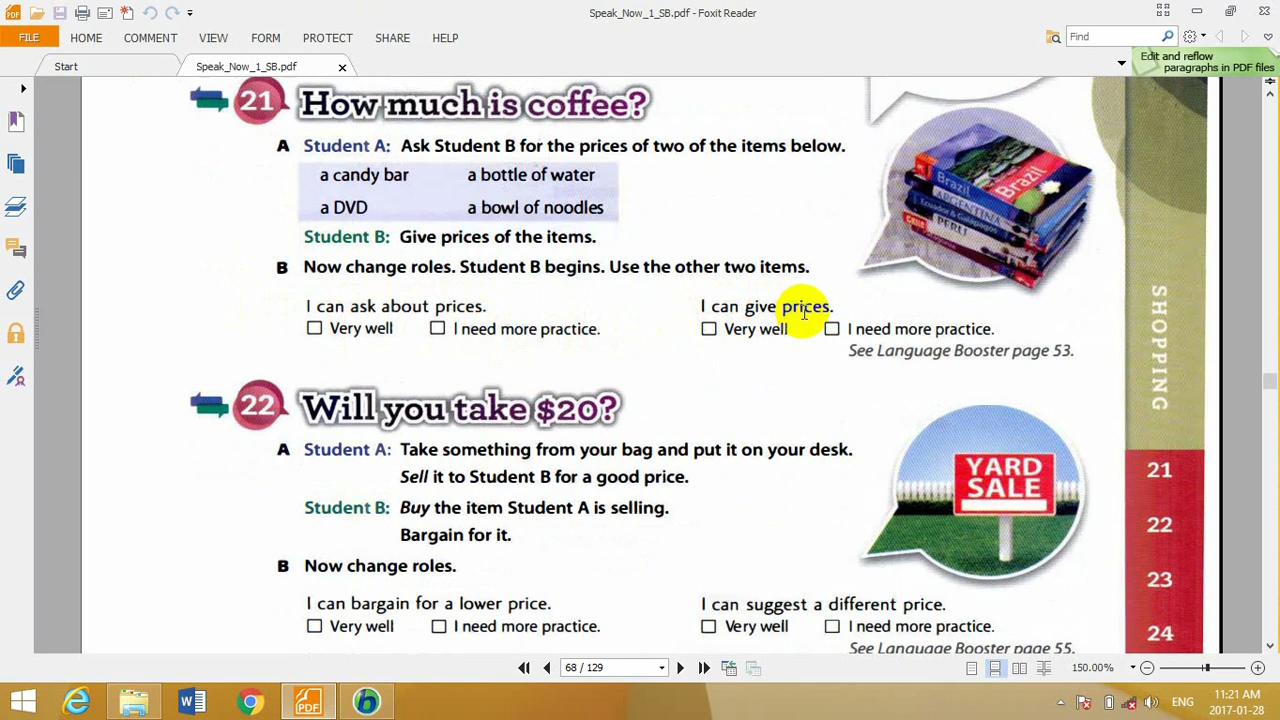 Speak_Now_1_SB.pdf - Foxit Reader
FILE HOME COMMENT VIEW FORM PROTECT SHARE HELP
Find
Start Speak_Now_1_SB.pdf
Edit and reflow
paragraphs in PDF files
21 How much is coffee?
A Student A: Ask Student B for the prices of two of the items below.
a candy bar a bottle of water
a DVD a bowl of noodles
Student B: Give prices of the items.
B Now change roles. Student B begins. Use the other two items.
I can ask about prices. I can give prices.
Very well I need more practice. Very well I need more practice.
See Language Booster page 53.
Brazil
Brazil
ARGENTINA
Ecuador & Galápagos
PERU
22 Will you take $20?
A Student A: Take something from your bag and put it on your desk.
Sell it to Student B for a good price.
Student B: Buy the item Student A is selling.
Bargain for it.
B Now change roles.
I can bargain for a lower price. I can suggest a different price.
Very well I need more practice. Very well I need more practice.
See Language Booster page 55.
YARD
SALE
SHOPPING
21
22
23
24
68 / 129
150.00%
PDF
ENG
11:21 AM
2017-01-28